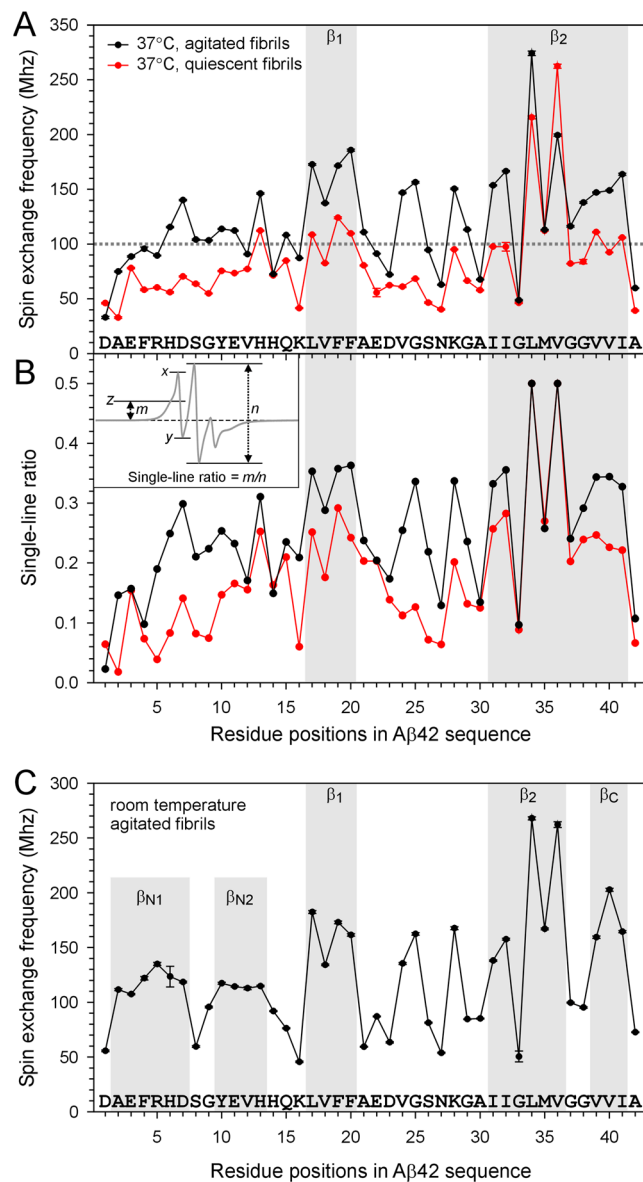 A
350
300
250
200
150
100
50
0
Spin exchange frequency (Mhz)
37°C, agitated fibrils
37°C, quiescent fibrils
β1
β2
DAEFRHDSGYEVHHQKLVFFAEDVGSNKGAIIGLMVGGVVIA
B
0.5
0.4
0.3
0.2
0.1
0.0
Single-line ratio
x
z
m
n
y
Single-line ratio = m/n
5 10 15 20 25 30 35 40
Residue positions in Aβ42 sequence
C
300
250
200
150
100
50
0
Spin exchange frequency (Mhz)
room temperature
agitated fibrils
βN1
βN2
β1
β2
βC
DAEFRHDSGYEVHHQKLVFFAEDVGSNKGAIIGLMVGGVVIA
5 10 15 20 25 30 35 40
Residue positions in Aβ42 sequence